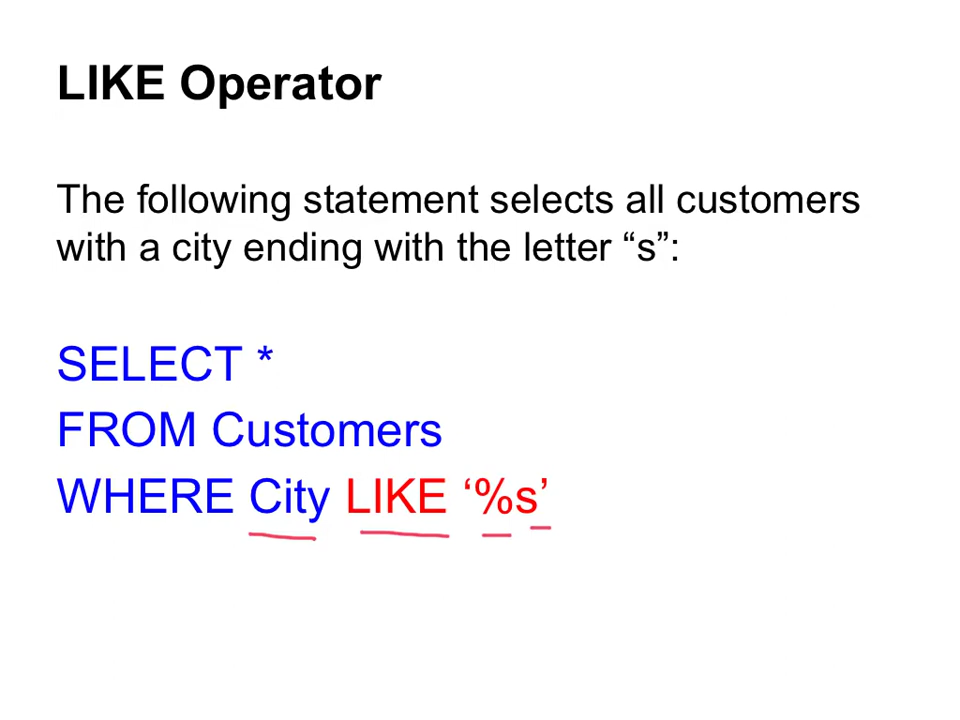 LIKE Operator
The following statement selects all customers
with a city ending with the letter “s”:
SELECT *
FROM Customers
WHERE City LIKE ‘%s’